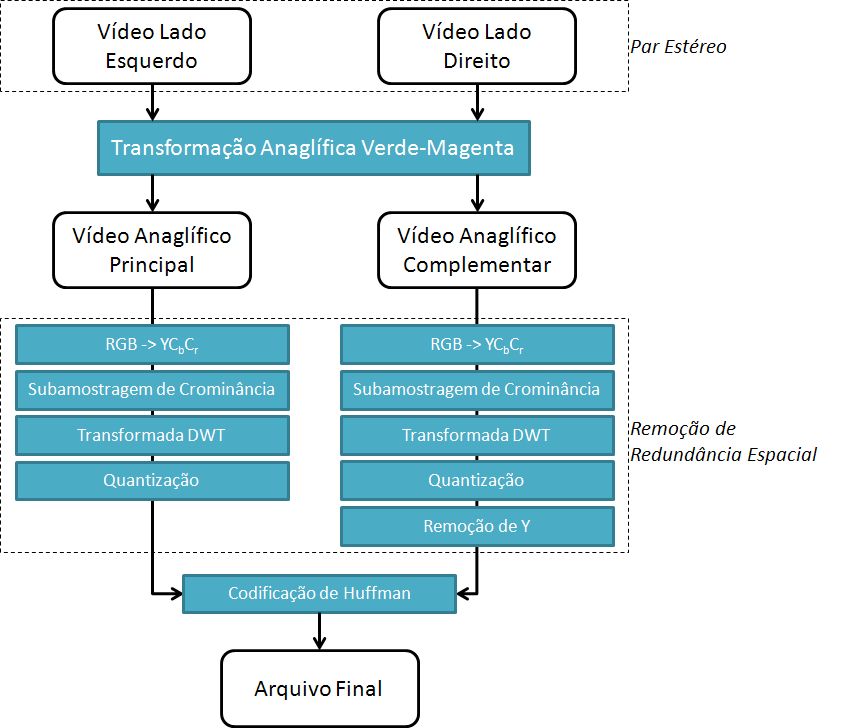 Vídeo Lado
Esquerdo
Vídeo Lado
Direito
Par Estéreo
Transformação Anaglífica Verde-Magenta
Vídeo Anaglífico
Principal
Vídeo Anaglífico
Complementar
RGB -> YCbCr
Subamostragem de Crominância
Transformada DWT
Quantização
RGB -> YCbCr
Subamostragem de Crominância
Transformada DWT
Quantização
Remoção de Y
Remoção de
Redundância Espacial
Codificação de Huffman
Arquivo Final